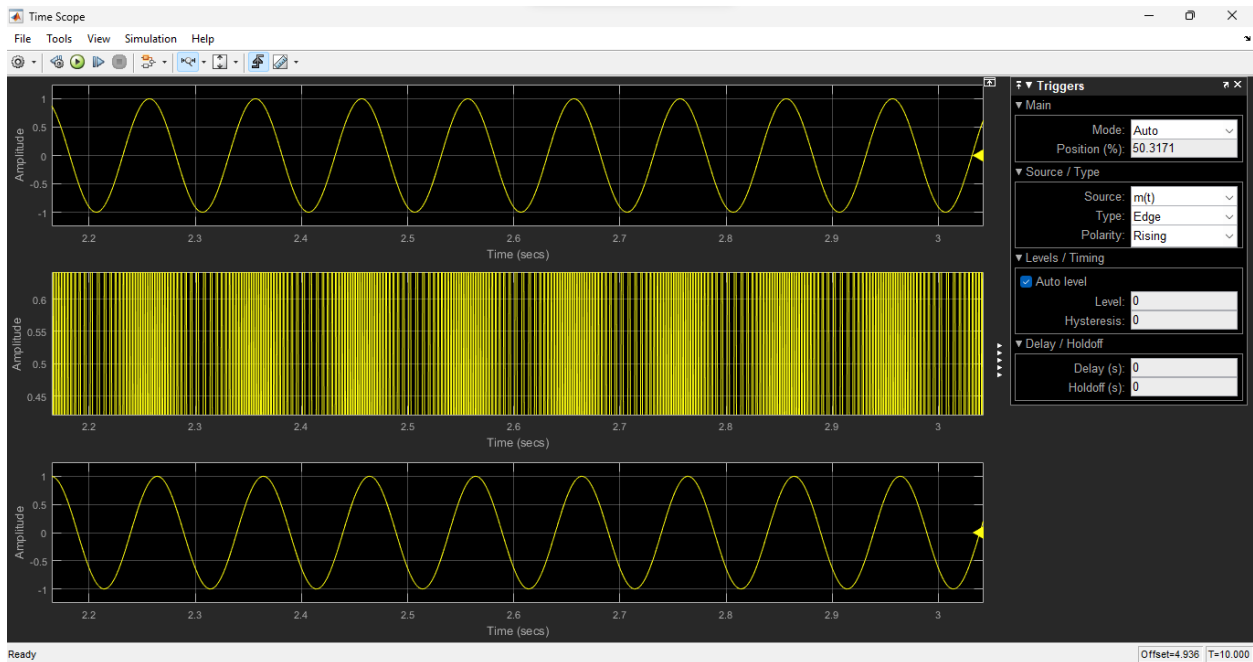 Time Scope
File Tools View Simulation Help
Triggers
Main
Mode: Auto
Position (%): 50.3171
Source / Type
Source: m(t)
Type: Edge
Polarity: Rising
Levels / Timing
Auto level
Level: 0
Hysteresis: 0
Delay / Holdoff
Delay (s): 0
Holdoff (s): 0
Amplitude
1
0.5
0
-0.5
-1
2.2 2.3 2.4 2.5 2.6 2.7 2.8 2.9 3
Time (secs)
Amplitude
0.6
0.55
0.5
0.45
2.2 2.3 2.4 2.5 2.6 2.7 2.8 2.9 3
Time (secs)
Amplitude
1
0.5
0
-0.5
-1
2.2 2.3 2.4 2.5 2.6 2.7 2.8 2.9 3
Time (secs)
Ready Offset=4.936 T=10.000